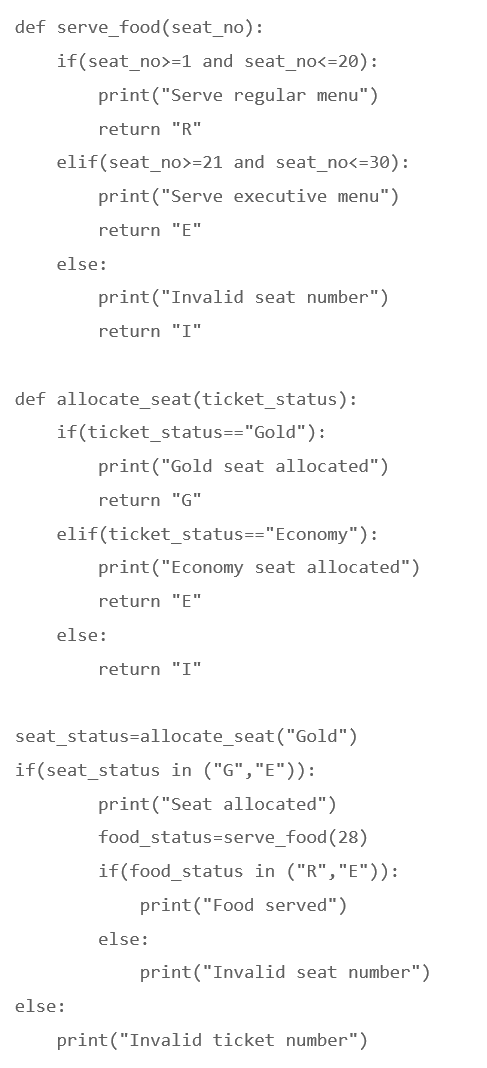 def serve_food(seat_no):
    if(seat_no>=1 and seat_no<=20):
        print("Serve regular menu")
        return "R"
    elif(seat_no>=21 and seat_no<=30):
        print("Serve executive menu")
        return "E"
    else:
        print("Invalid seat number")
        return "I"

def allocate_seat(ticket_status):
    if(ticket_status=="Gold"):
        print("Gold seat allocated")
        return "G"
    elif(ticket_status=="Economy"):
        print("Economy seat allocated")
        return "E"
    else:
        return "I"

seat_status=allocate_seat("Gold")
if(seat_status in ("G","E")):
        print("Seat allocated")
        food_status=serve_food(28)
        if(food_status in ("R","E")):
            print("Food served")
        else:
            print("Invalid seat number")
else:
    print("Invalid ticket number")